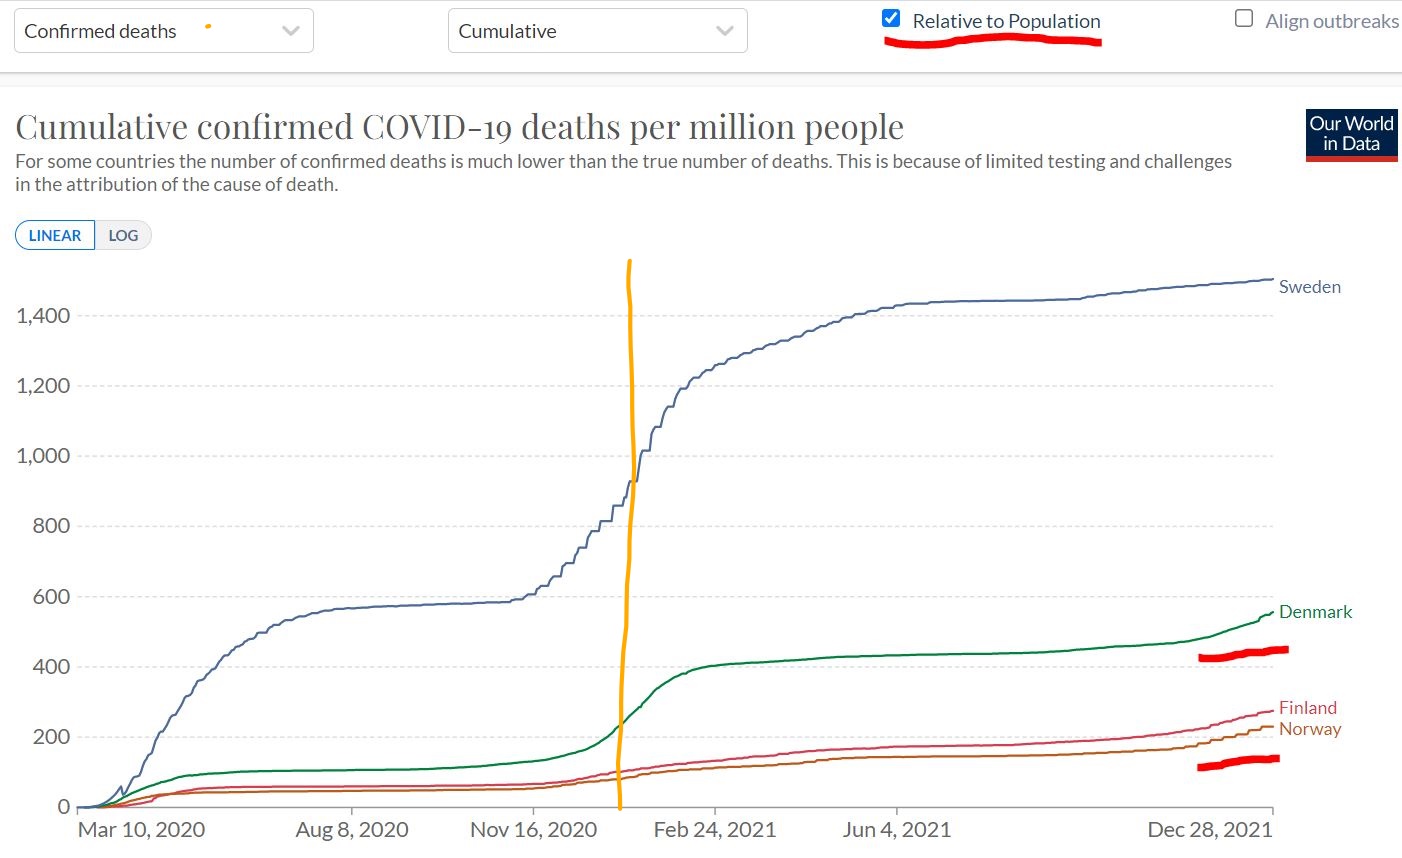 Confirmed deaths
Cumulative
Relative to Population
Align outbreaks
Cumulative confirmed COVID-19 deaths per million people
For some countries the number of confirmed deaths is much lower than the true number of deaths. This is because of limited testing and challenges
in the attribution of the cause of death.
Our World
in Data
LINEAR
LOG
Sweden
1,400
1,200
1,000
800
600
Denmark
400
Finland
200
Norway
0
Mar 10, 2020
Aug 8, 2020
Nov 16, 2020
Feb 24, 2021
Jun 4, 2021
Dec 28, 2021